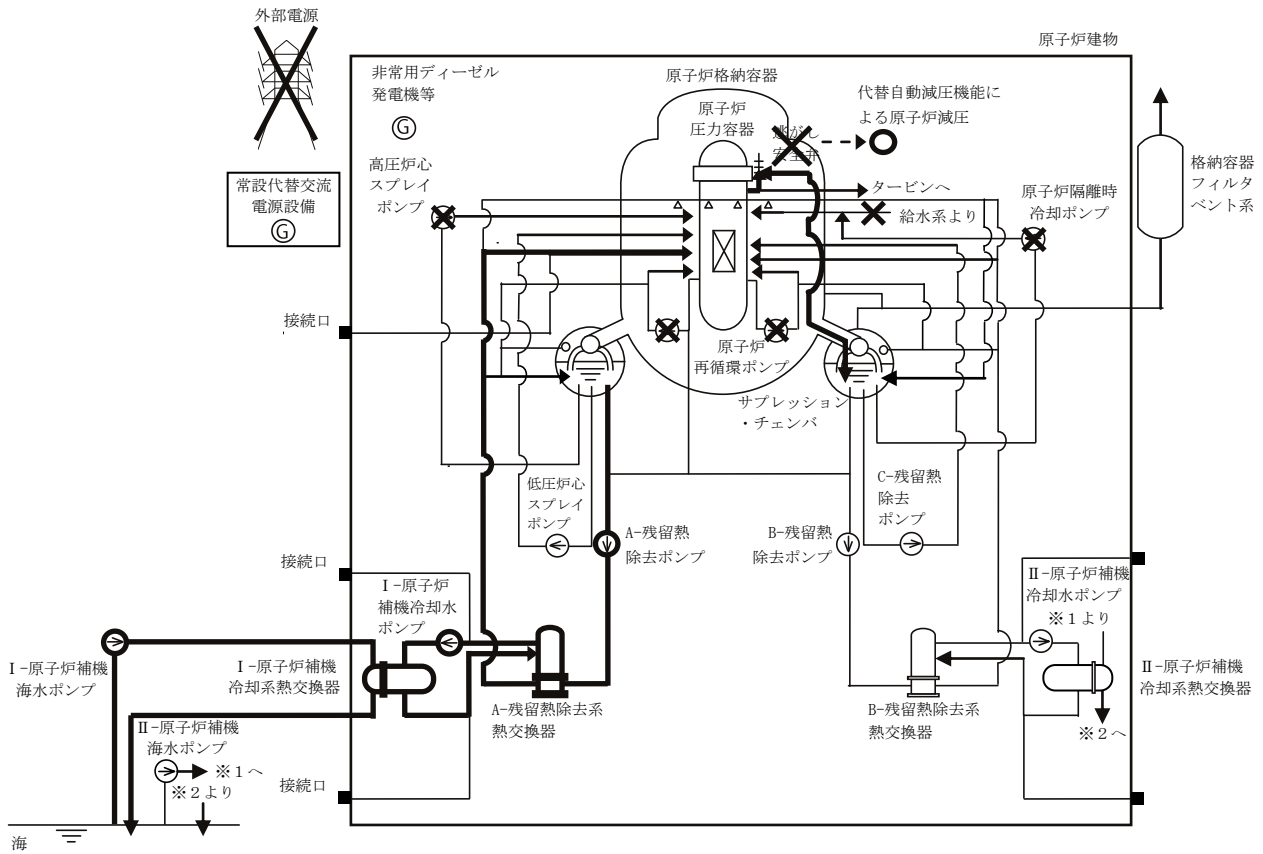 外部電源
原子炉建物
非常用ディーゼル
発電機等
G
原子炉格納容器
原子炉
圧力容器
代替自動減圧機能に
よる原子炉減圧
逃がし
安全弁
高圧炉心
スプレイ
ポンプ
常設代替交流
電源設備
G
タービンへ
給水系より
原子炉隔離時
冷却ポンプ
格納容器
フィルタ
ベント系
接続口
原子炉
再循環ポンプ
サプレッション
・チェンバ
低圧炉心
スプレイ
ポンプ
A-残留熱
除去ポンプ
B-残留熱
除去ポンプ
C-残留熱
除去
ポンプ
接続口
Ⅰ-原子炉
補機冷却水
ポンプ
Ⅱ-原子炉補機
冷却水ポンプ
※1より
Ⅰ-原子炉補機
海水ポンプ
Ⅰ-原子炉補機
冷却系熱交換器
Ⅱ-原子炉補機
冷却系熱交換器
A-残留熱除去系
熱交換器
B-残留熱除去系
熱交換器
※2へ
Ⅱ-原子炉補機
海水ポンプ
※1へ
※2より
接続口
海